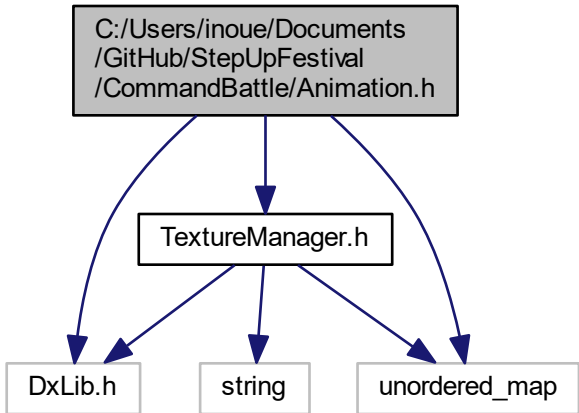 C:/Users/inoue/Documents
/GitHub/StepUpFestival
/CommandBattle/Animation.h
TextureManager.h
DxLib.h
string
unordered_map